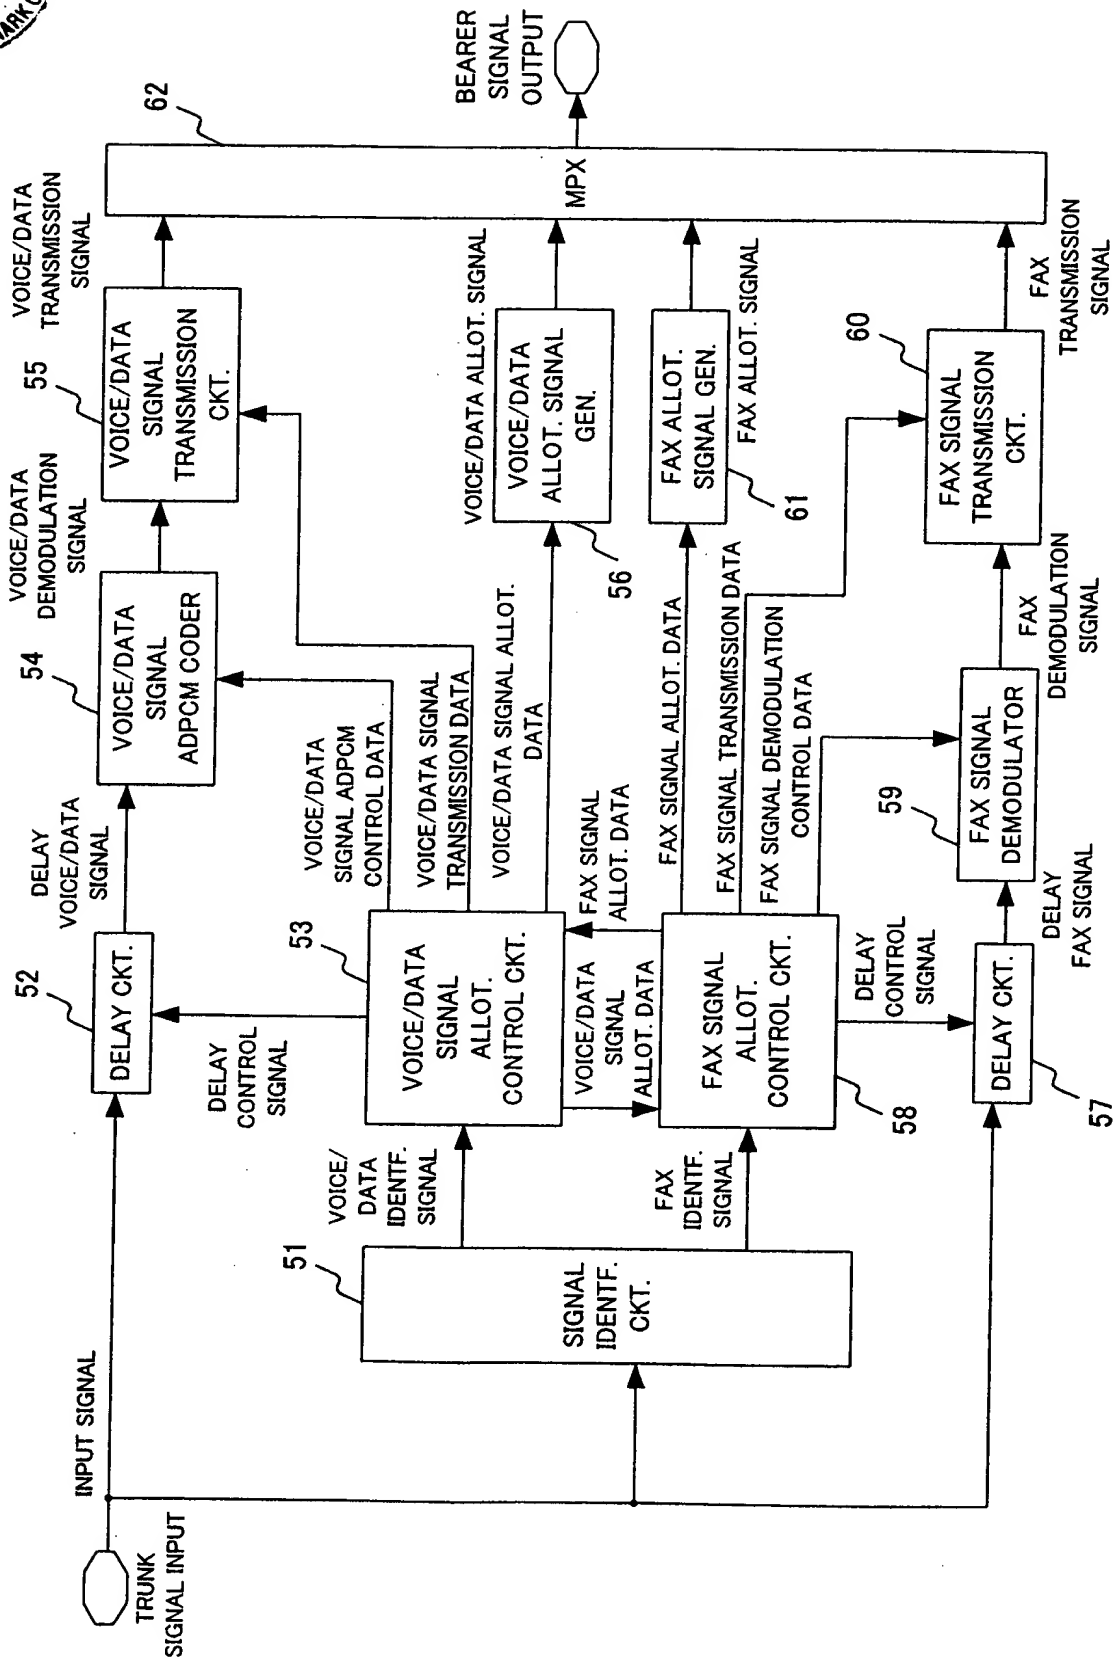 TRUNK
SIGNAL INPUT
INPUT SIGNAL
51
SIGNAL
IDENTF.
CKT.
VOICE/
DATA
IDENTF.
SIGNAL
FAX
IDENTF.
SIGNAL
52
DELAY CKT.
DELAY
CONTROL
SIGNAL
53
VOICE/DATA
SIGNAL
ALLOT.
CONTROL CKT.
VOICE/DATA
SIGNAL
ALLOT. DATA
FAX SIGNAL
ALLOT. DATA
FAX SIGNAL
ALLOT.
CONTROL CKT.
58
DELAY
CONTROL
SIGNAL
DELAY CKT.
57
DELAY
VOICE/DATA
SIGNAL
54
VOICE/DATA
SIGNAL
ADPCM CODER
VOICE/DATA
SIGNAL ADPCM
CONTROL DATA
VOICE/DATA SIGNAL
TRANSMISSION DATA
VOICE/DATA SIGNAL ALLOT.
DATA
FAX SIGNAL ALLOT. DATA
FAX SIGNAL TRANSMISSION DATA
FAX SIGNAL DEMODULATION
CONTROL DATA
DELAY
FAX SIGNAL
59
FAX SIGNAL
DEMODULATOR
VOICE/DATA
DEMODULATION
SIGNAL
55
VOICE/DATA
SIGNAL
TRANSMISSION
CKT.
56
VOICE/DATA
ALLOT. SIGNAL
GEN.
61
FAX ALLOT.
SIGNAL GEN.
FAX
DEMODULATION
SIGNAL
60
FAX SIGNAL
TRANSMISSION
CKT.
VOICE/DATA
TRANSMISSION
SIGNAL
VOICE/DATA ALLOT. SIGNAL
FAX ALLOT. SIGNAL
FAX
TRANSMISSION
SIGNAL
62
MPX
BEARER
SIGNAL
OUTPUT